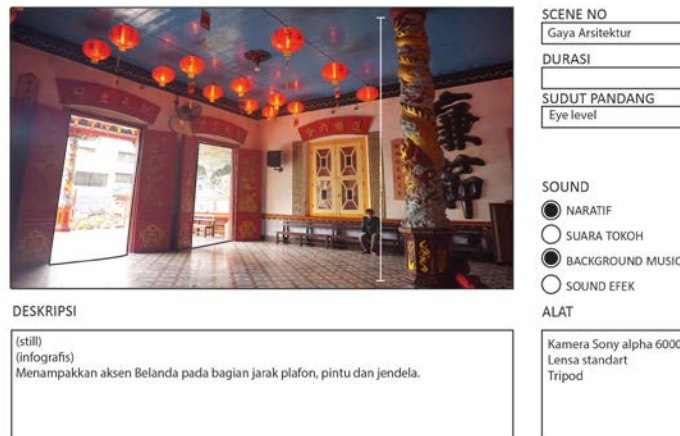 SCENE NO
Gaya Arsitektur
DURASI
SUDUT PANDANG
Eye level
SOUND
NARATIF
SUARA TOKOH
BACKGROUND MUSIC
SOUND EFEK
DESKRIPSI
(still)
(infografis)
Menampakkan aksen Belanda pada bagian jarak plafon, pintu dan jendela.
ALAT
Kamera Sony alpha 6000
Lensa standart
Tripod